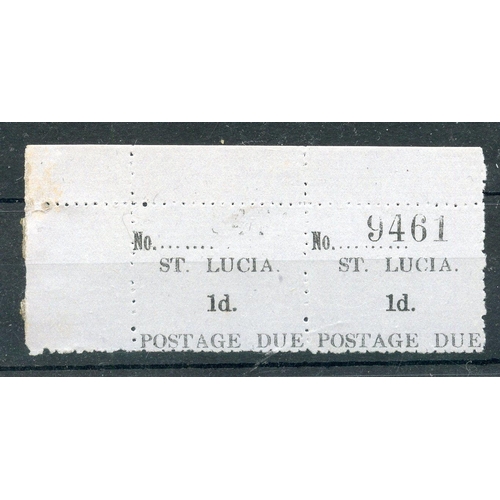 No......... No.......... 9461
ST. LUCIA. ST. LUCIA.
1d. 1d.
POSTAGE DUE POSTAGE DUE